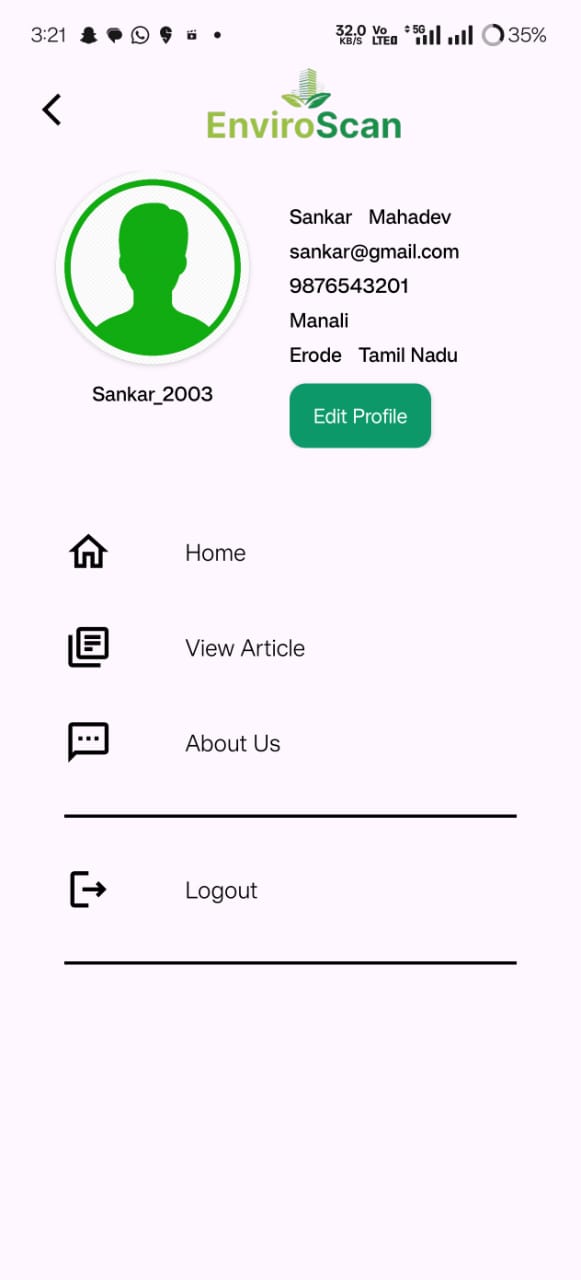 3:21 32.0 KB/S Vo LTE 5G 35%
EnviroScan
Sankar Mahadev
sankar@gmail.com
9876543201
Manali
Erode Tamil Nadu
Sankar_2003
Edit Profile
Home
View Article
About Us
Logout